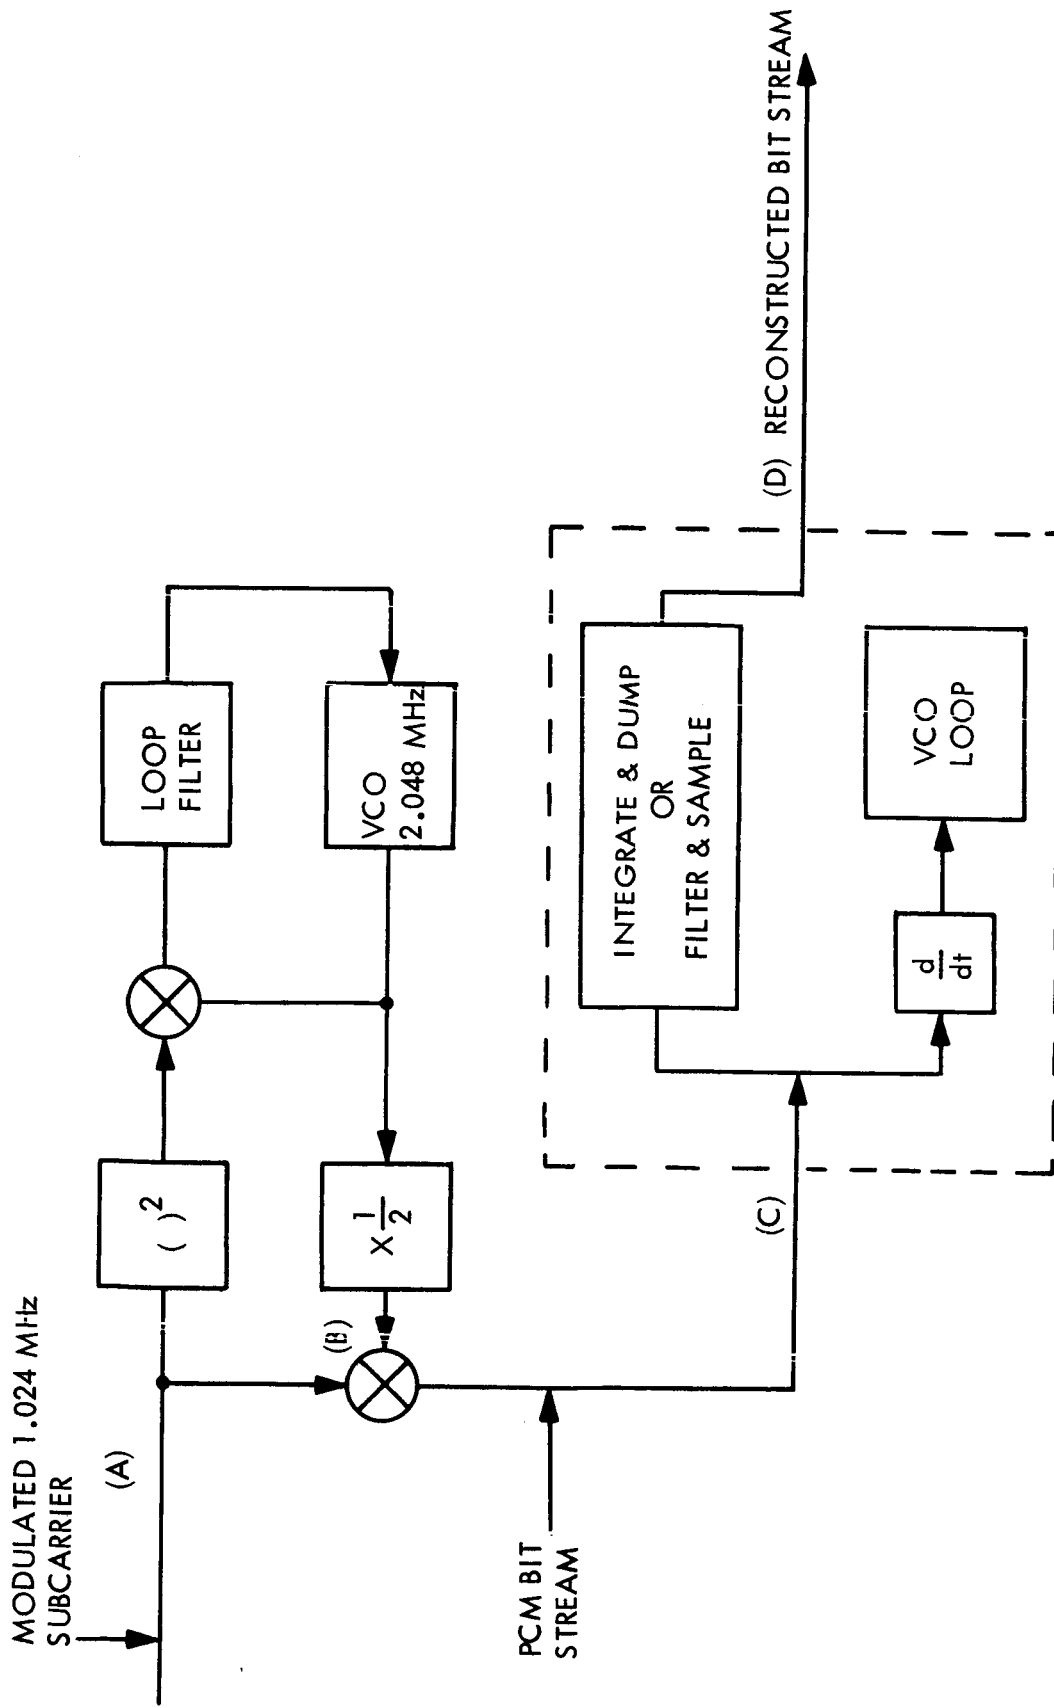 MODULATED 1.024 MHz
SUBCARRIER
(A)
( )²
LOOP
FILTER
(B)
X 1/2
VCO
2.048 MHz
PCM BIT
STREAM
(C)
INTEGRATE & DUMP
OR
FILTER & SAMPLE
d/dt
VCO
LOOP
(D) RECONSTRUCTED BIT STREAM